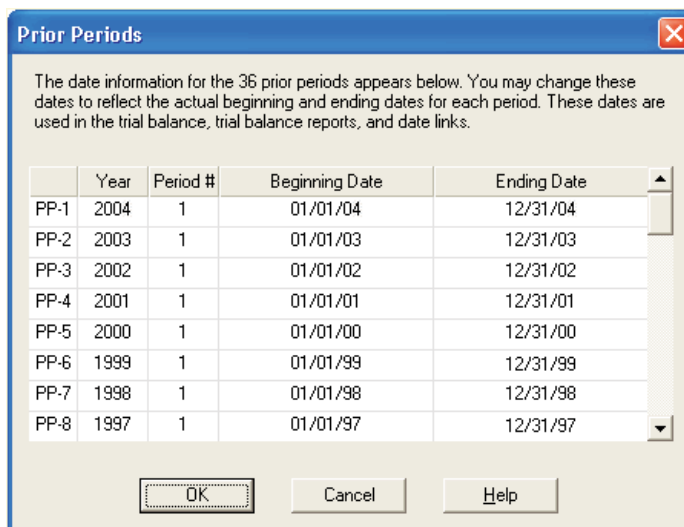 Prior Periods
The date information for the 36 prior periods appears below. You may change these
dates to reflect the actual beginning and ending dates for each period. These dates are
used in the trial balance, trial balance reports, and date links.
Year Period # Beginning Date Ending Date
PP-1 2004 1 01/01/04 12/31/04
PP-2 2003 1 01/01/03 12/31/03
PP-3 2002 1 01/01/02 12/31/02
PP-4 2001 1 01/01/01 12/31/01
PP-5 2000 1 01/01/00 12/31/00
PP-6 1999 1 01/01/99 12/31/99
PP-7 1998 1 01/01/98 12/31/98
PP-8 1997 1 01/01/97 12/31/97
OK Cancel Help